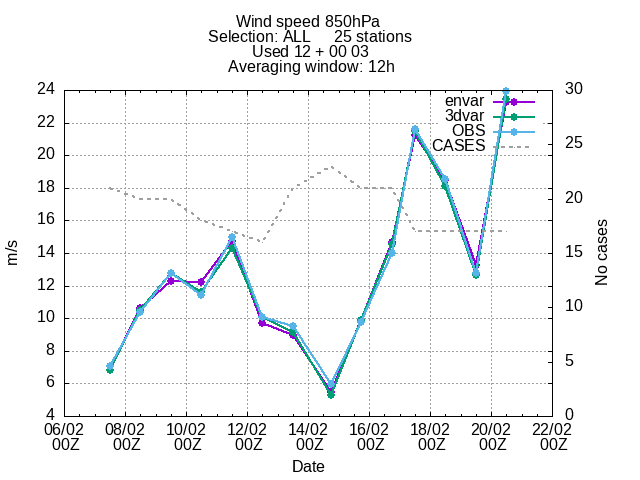 Wind speed 850hPa
Selection: ALL 25 stations
Used 12 + 00 03
Averaging window: 12h
24
22
20
18
16
14
12
10
8
6
4
30
25
20
15
10
5
0
envar
3dvar
OBS
CASES
m/s
No cases
06/02 08/02 10/02 12/02 14/02 16/02 18/02 20/02 22/02
00Z 00Z 00Z 00Z 00Z 00Z 00Z 00Z 00Z
Date